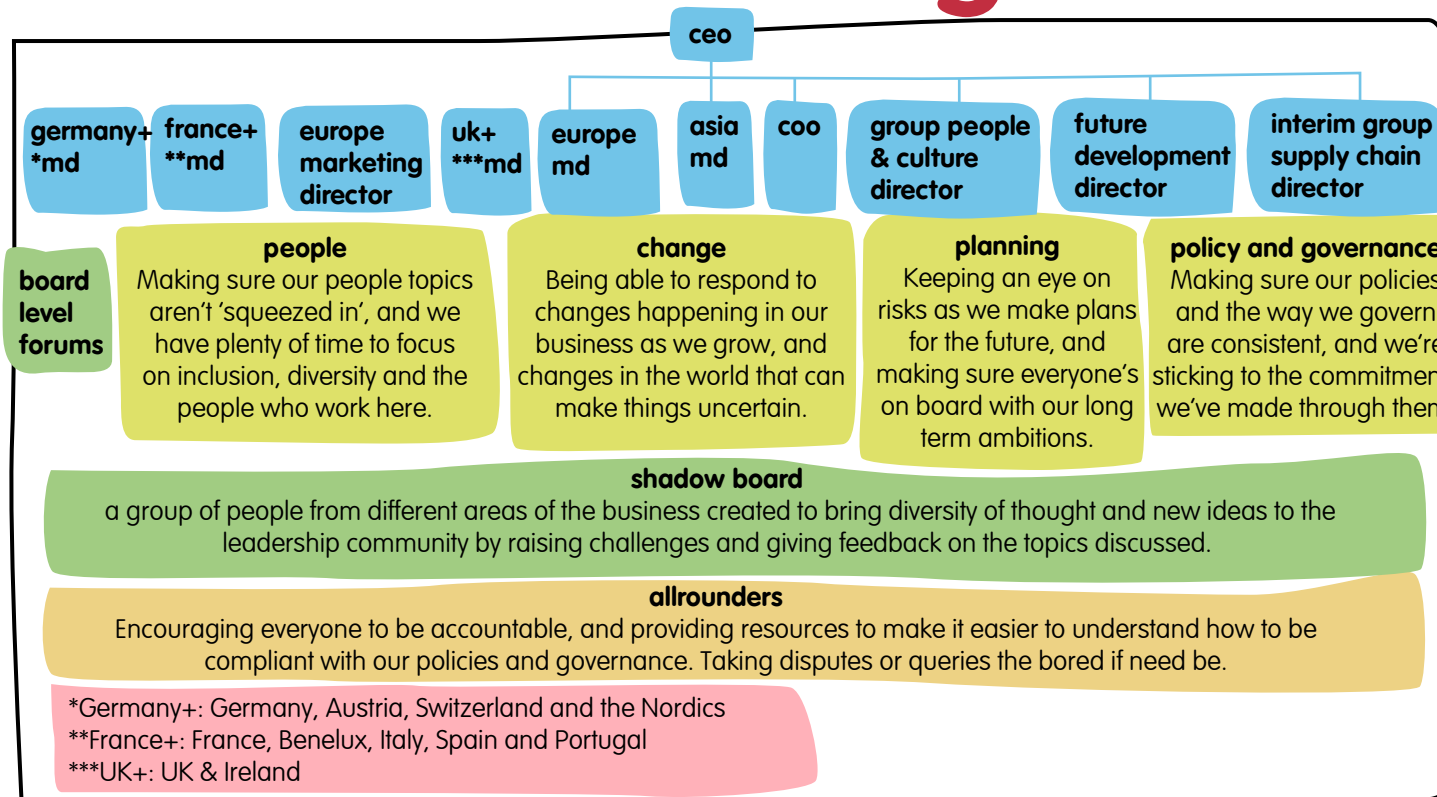 ceo
germany+
*md
france+
**md
europe
marketing
director
uk+
***md
europe
md
asia
md
coo
group people
& culture
director
future
development
director
interim group
supply chain
director
board
level
forums
people
Making sure our people topics
aren't 'squeezed in', and we
have plenty of time to focus
on inclusion, diversity and the
people who work here.
change
Being able to respond to
changes happening in our
business as we grow, and
changes in the world that can
make things uncertain.
planning
Keeping an eye on
risks as we make plans
for the future, and
making sure everyone's
on board with our long
term ambitions.
policy and governance
Making sure our policies
and the way we govern
are consistent, and we're
sticking to the
we've made through
shadow board
a group of people from different areas of the business created to bring diversity of thought and new ideas to the
leadership community by raising challenges and giving feedback on the topics discussed.
allrounders
Encouraging everyone to be accountable, and providing resources to make it easier to understand how to be
compliant with our policies and governance. Taking disputes or queries the bored if need be.
*Germany+: Germany, Austria, Switzerland and the Nordics
**France+: France, Benelux, Italy, Spain and Portugal
***UK+: UK & Ireland